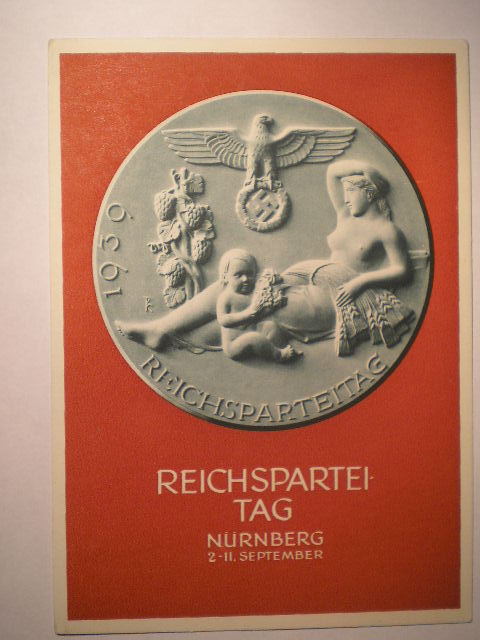 1939
REICHSPARTEITAG
REICHSPARTEI-
TAG
NÜRNBERG
2-11. SEPTEMBER